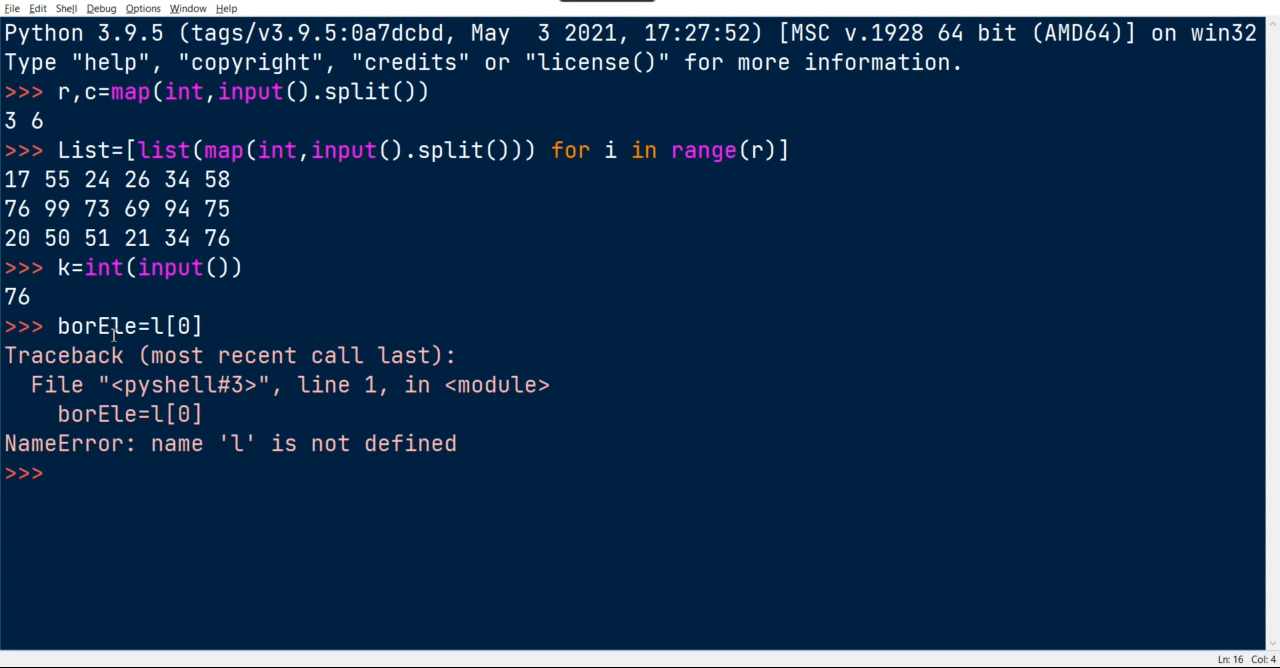 File Edit Shell Debug Options Window Help
Python 3.9.5 (tags/v3.9.5:0a7dcbd, May  3 2021, 17:27:52) [MSC v.1928 64 bit (AMD64)] on win32
Type "help", "copyright", "credits" or "license()" for more information.
>>> r,c=map(int,input().split())
3 6
>>> List=[list(map(int,input().split())) for i in range(r)]
17 55 24 26 34 58
76 99 73 69 94 75
20 50 51 21 34 76
>>> k=int(input())
76
>>> borEle=l[0]
Traceback (most recent call last):
  File "<pyshell#3>", line 1, in <module>
    borEle=l[0]
NameError: name 'l' is not defined
>>>
Ln: 16 Col: 4